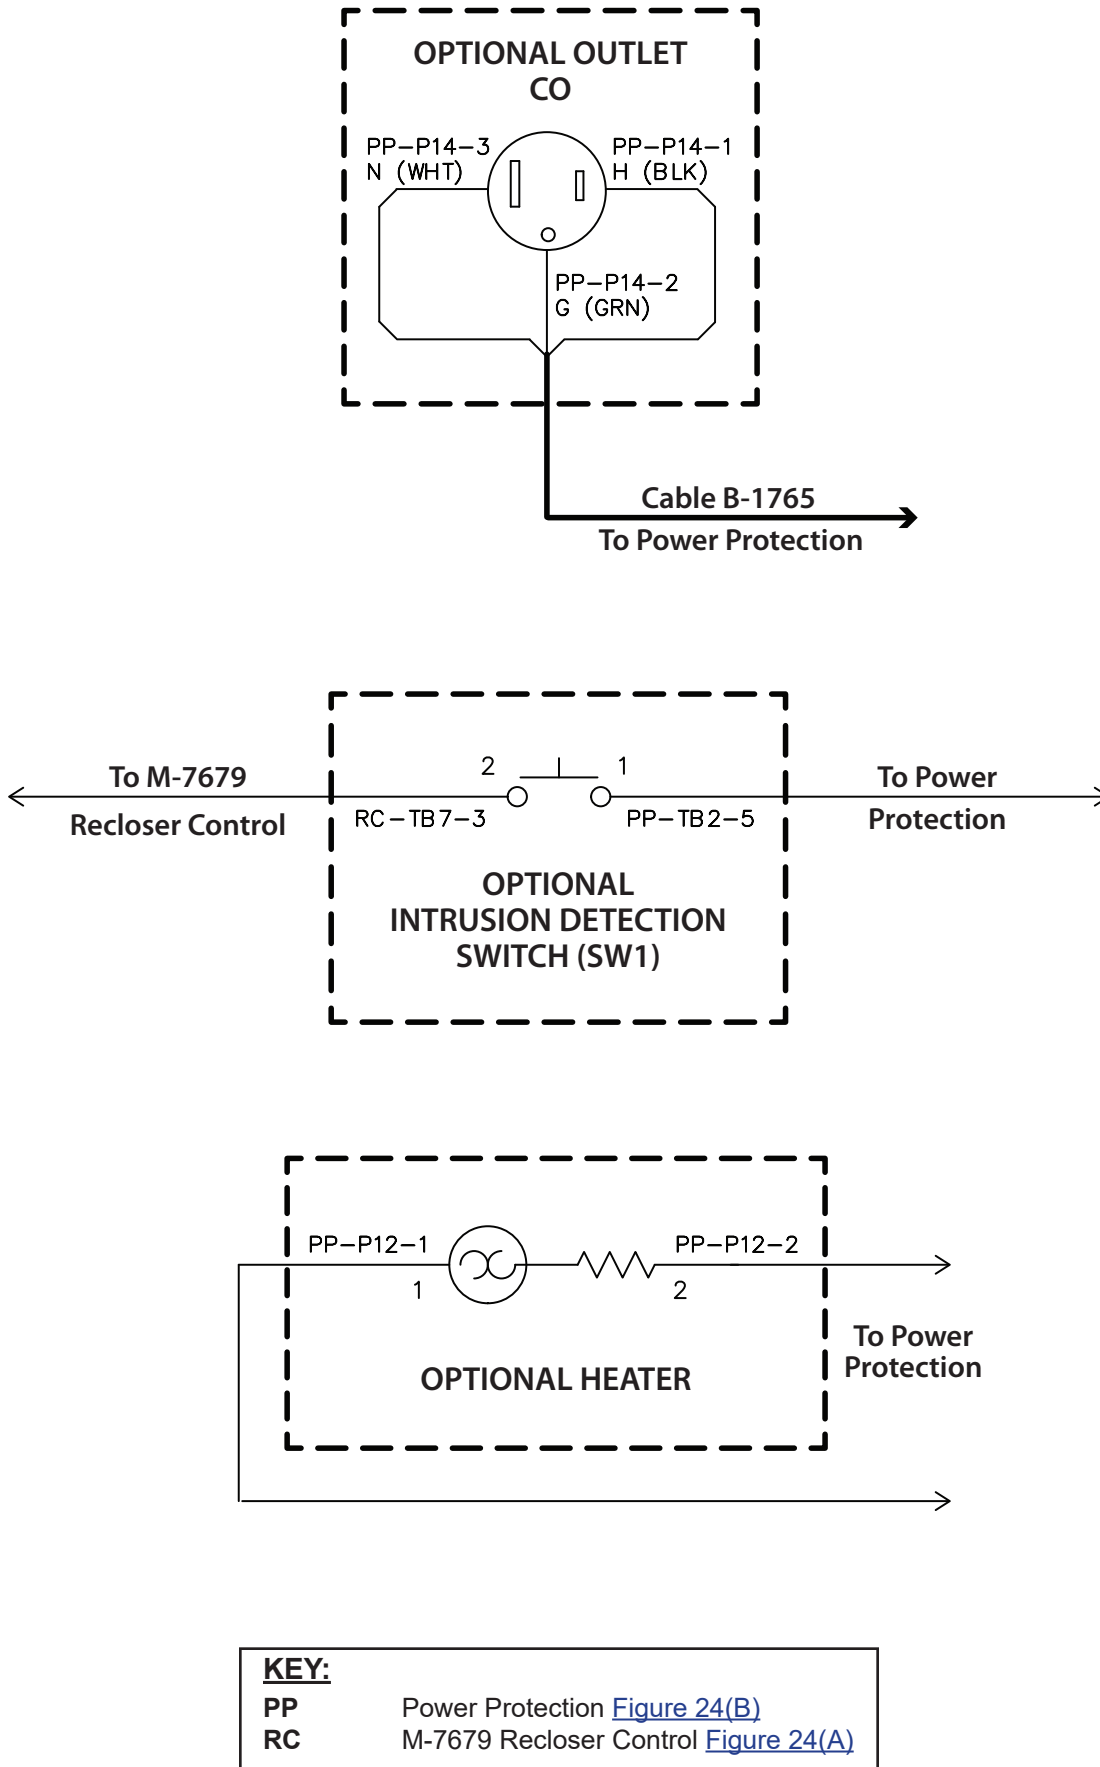 OPTIONAL OUTLET
CO
PP-P14-3
N (WHT)
PP-P14-1
H (BLK)
PP-P14-2
G (GRN)
Cable B-1765
To Power Protection
To M-7679
Recloser Control
2
1
RC-TB7-3
PP-TB2-5
To Power
Protection
OPTIONAL
INTRUSION DETECTION
SWITCH (SW1)
PP-P12-1
1
PP-P12-2
2
To Power
Protection
OPTIONAL HEATER
KEY:
PP Power Protection Figure 24(B)
RC M-7679 Recloser Control Figure 24(A)